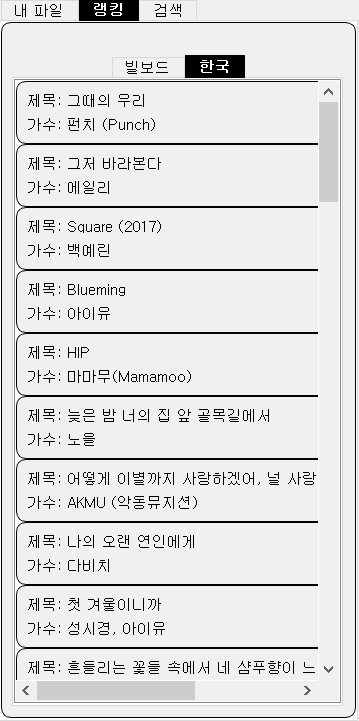 내 파일 랭킹 검색
빌보드 한국
제목: 그때의 우리
가수: 펀치 (Punch)
제목: 그저 바라본다
가수: 에일리
제목: Square (2017)
가수: 백예린
제목: Blueming
가수: 아이유
제목: HIP
가수: 마마무(Mamamoo)
제목: 늦은 밤 너의 집 앞 골목길에서
가수: 노을
제목: 어떻게 이별까지 사랑하겠어, 널 사랑
가수: AKMU (악동뮤지션)
제목: 나의 오랜 연인에게
가수: 다비치
제목: 첫 겨울이니까
가수: 성시경, 아이유
제목: 흔들리는 꽃들 속에서 네 샴푸향이 느